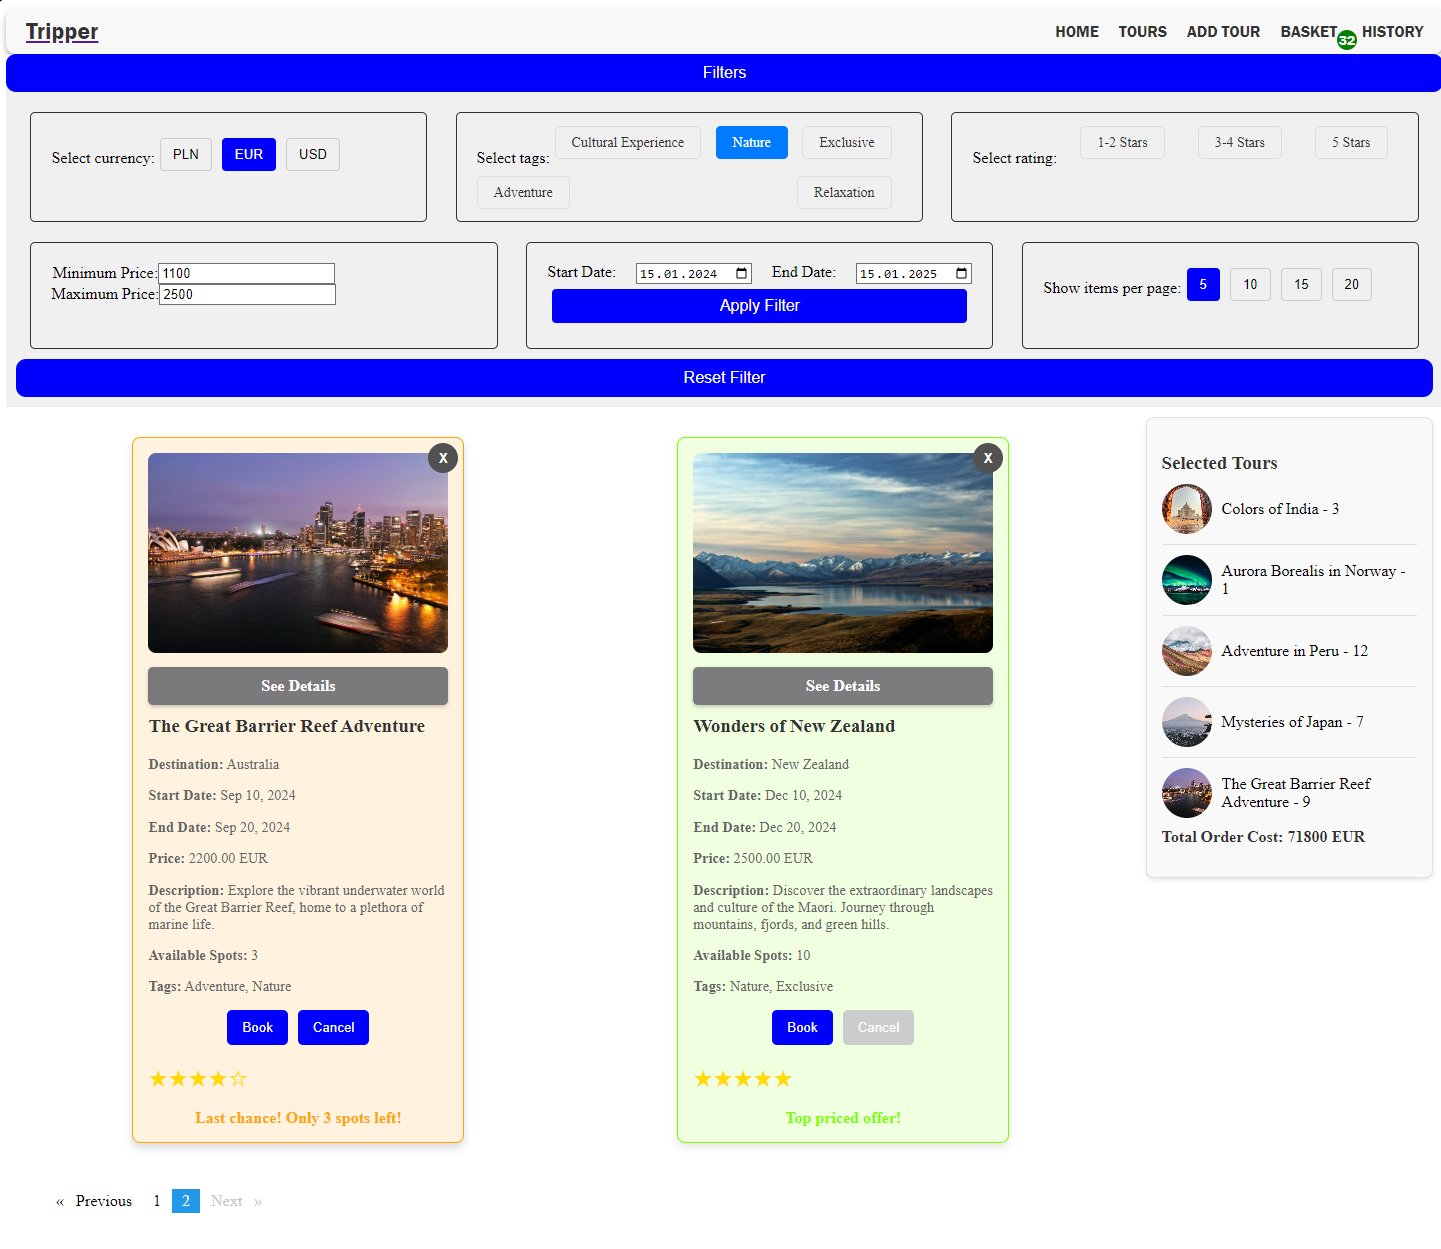 Tripper
HOME TOURS ADD TOUR BASKET 32 HISTORY
Filters
Select currency: PLN EUR USD
Select tags: Cultural Experience Nature Exclusive
Adventure Relaxation
Select rating: 1-2 Stars 3-4 Stars 5 Stars
Minimum Price: 1100
Maximum Price: 2500
Start Date: 15.01.2024 End Date: 15.01.2025
Apply Filter
Show items per page: 5 10 15 20
Reset Filter
X
See Details
The Great Barrier Reef Adventure
Destination: Australia
Start Date: Sep 10, 2024
End Date: Sep 20, 2024
Price: 2200.00 EUR
Description: Explore the vibrant underwater world
of the Great Barrier Reef, home to a plethora of
marine life.
Available Spots: 3
Tags: Adventure, Nature
Book Cancel
★★★★☆
Last chance! Only 3 spots left!
X
See Details
Wonders of New Zealand
Destination: New Zealand
Start Date: Dec 10, 2024
End Date: Dec 20, 2024
Price: 2500.00 EUR
Description: Discover the extraordinary landscapes
and culture of the Maori. Journey through
mountains, fjords, and green hills.
Available Spots: 10
Tags: Nature, Exclusive
Book Cancel
★★★★★
Top priced offer!
Selected Tours
Colors of India - 3
Aurora Borealis in Norway -
1
Adventure in Peru - 12
Mysteries of Japan - 7
The Great Barrier Reef
Adventure - 9
Total Order Cost: 71800 EUR
« Previous 1 2 Next »